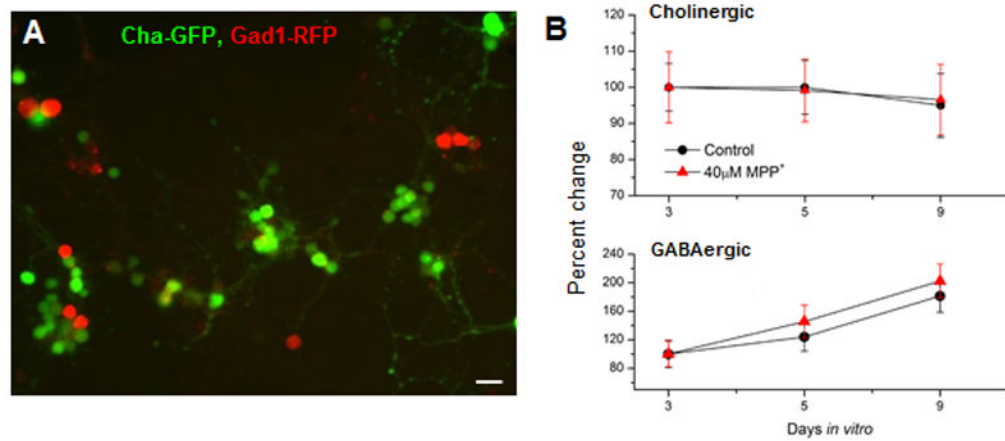 A
Cha-GFP, Gad1-RFP
B
Cholinergic
120
110
100
90
80
70
Control
40μM MPP⁺
3
5
9
Percent change
GABAergic
240
200
160
120
80
3
5
9
Days in vitro